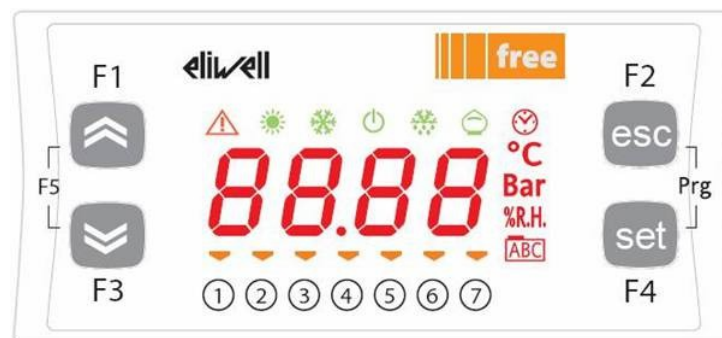 eliwell
free
F1
F2
esc
°C
88.88
Bar
F5
Prg
%R.H.
set
ABC
F3
1 2 3 4 5 6 7
F4